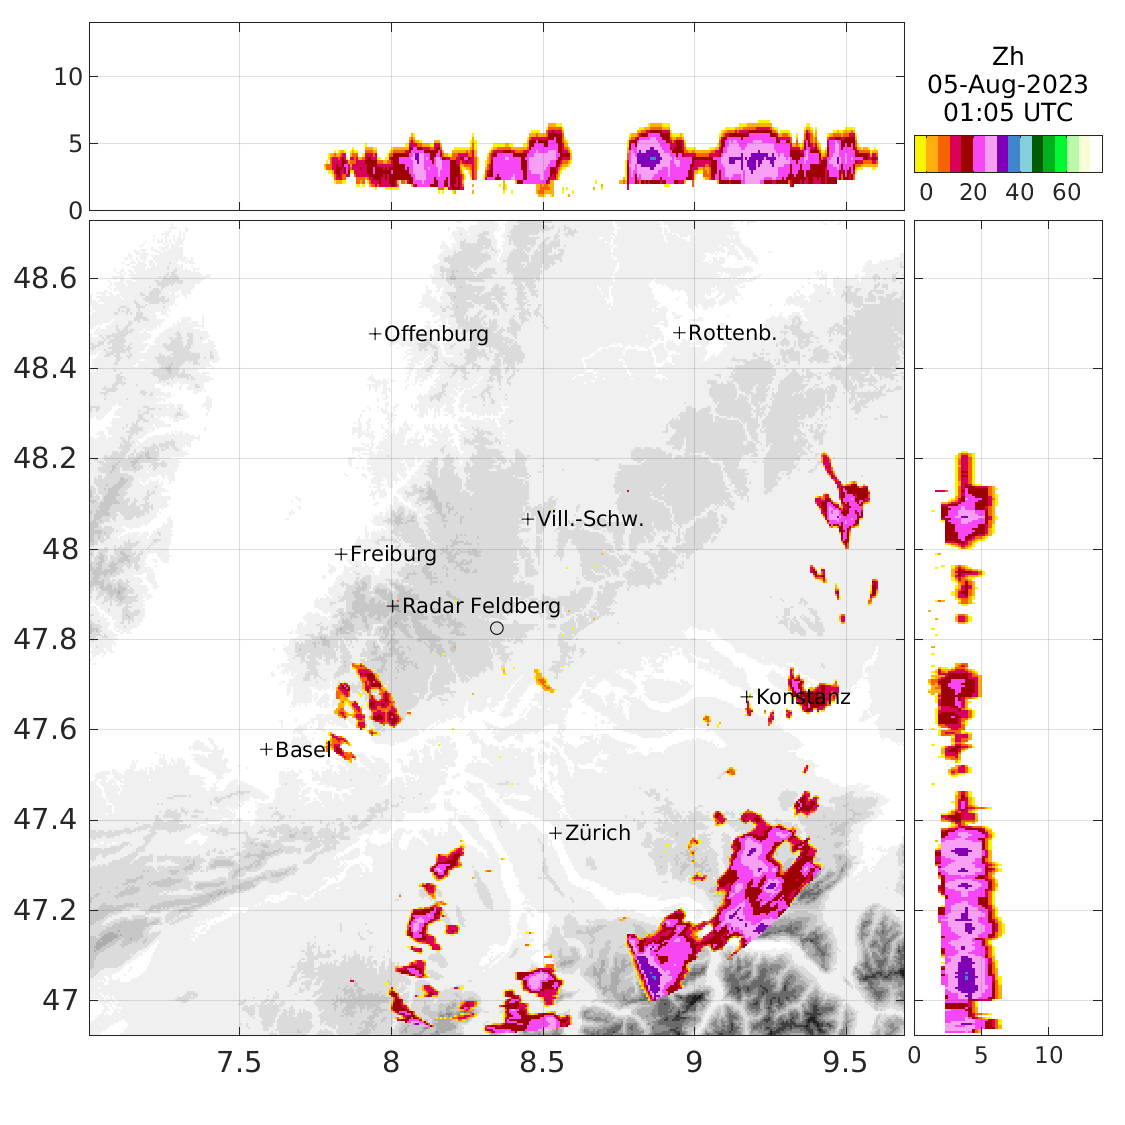 Zh
05-Aug-2023
01:05 UTC
10
5
0
0 20 40 60
48.6
Offenburg Rottenb.
48.4
48.2
Vill.-Schw.
48
Freiburg
Radar Feldberg
47.8
Konstanz
47.6
Basel
Zürich
47.4
47.2
47
7.5 8 8.5 9 9.5
0 5 10